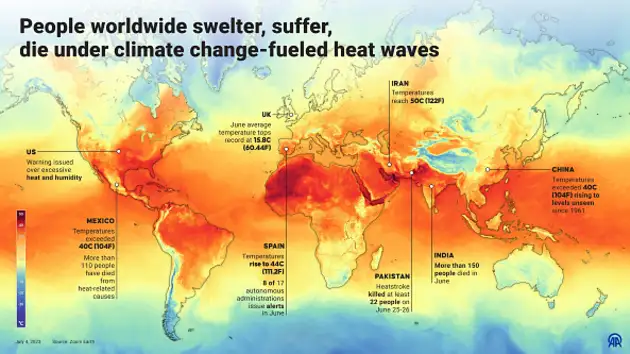 People worldwide swelter, suffer,
die under climate change-fueled heat waves
IRAN
Temperatures
reach 50C (122F)
UK
June average
temperature tops
record at 15.8C
(60.44F)
US
Warning issued
over excessive
heat and humidity
CHINA
Temperatures
exceeded 40C
(104F) rising to
levels unseen
since 1961
MEXICO
Temperatures
exceeded
40C (104F)
More than
110 people
have died
from
heat-related
causes
SPAIN
Temperatures
rise to 44C
(111.2F)
8 of 17
autonomous
administrations
issue alerts
in June
PAKISTAN
Heatstroke
killed at least
22 people on
June 25-26
INDIA
More than 150
people died in
June
°C
July 6, 2023
Source: Zoom Earth
AA